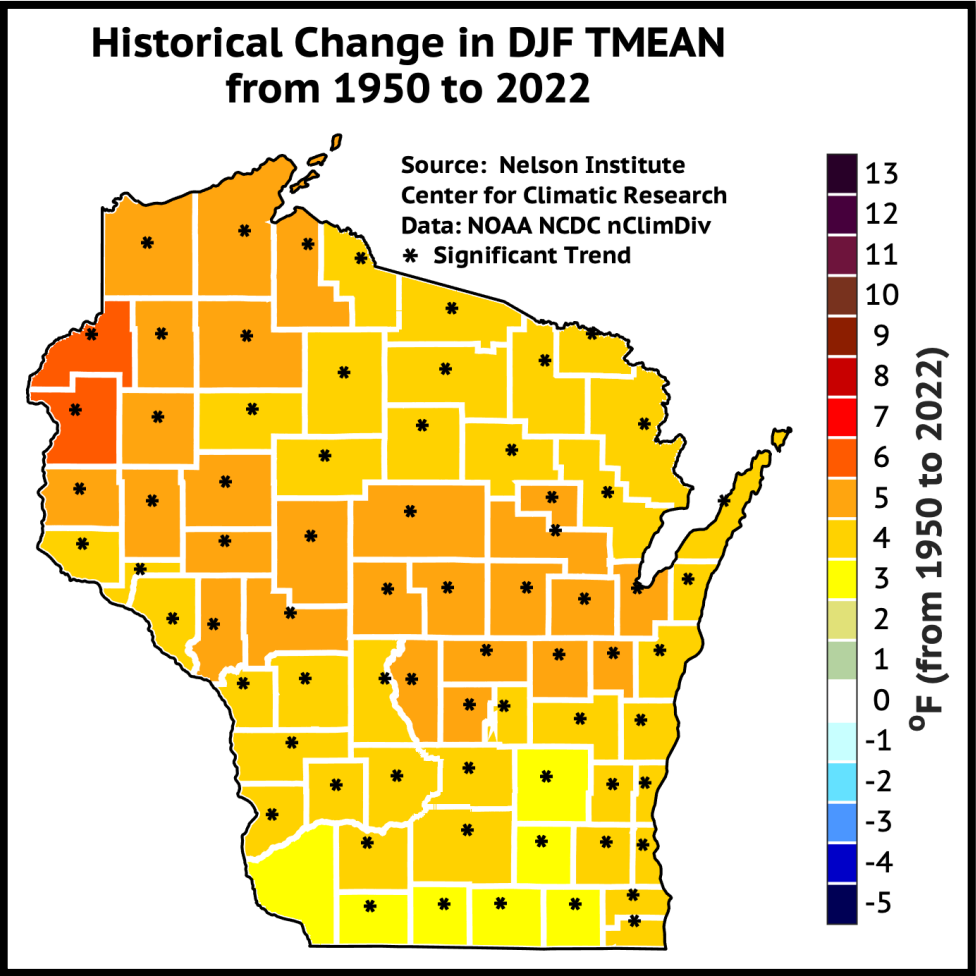 Historical Change in DJF TMEAN
from 1950 to 2022
Source: Nelson Institute
Center for Climatic Research
Data: NOAA NCDC nClimDiv
* Significant Trend
13
12
11
10
9
8
7
6
5
4
3
2
1
0
-1
-2
-3
-4
-5
ºF (from 1950 to 2022)